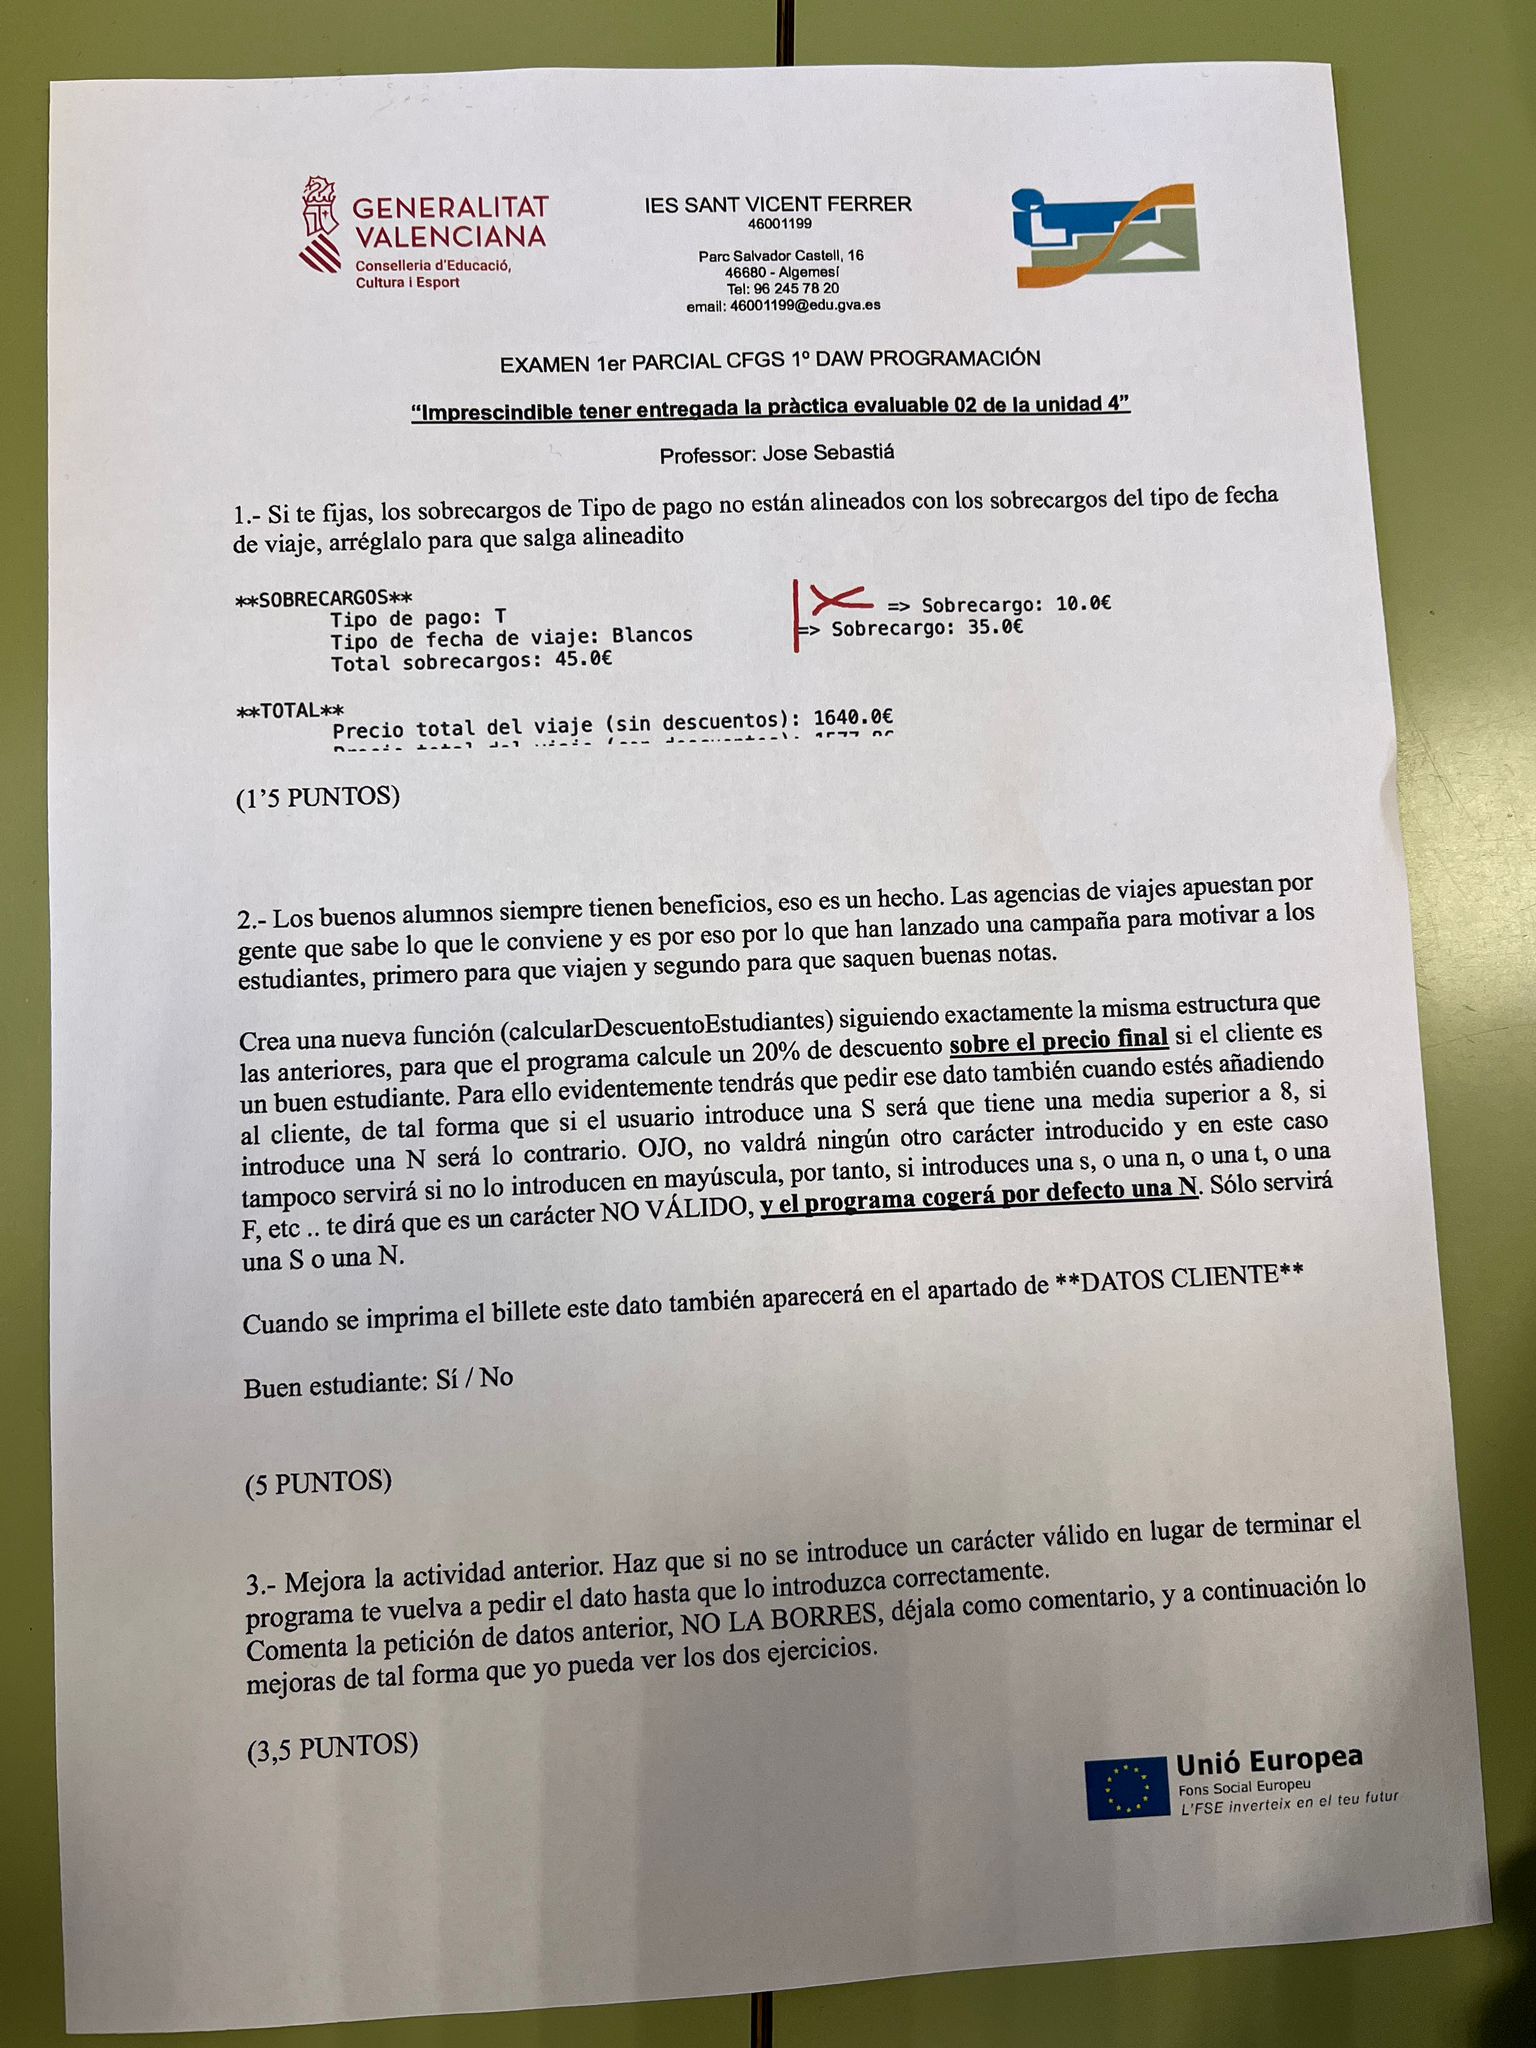 GENERALITAT
VALENCIANA
Conselleria d'Educació,
Cultura i Esport
IES SANT VICENT FERRER
46001199
Parc Salvador Castell, 16
46680 - Algemesí
Tel: 96 245 78 20
email: 46001199@edu.gva.es
EXAMEN 1er PARCIAL CFGS 1º DAW PROGRAMACIÓN
“Imprescindible tener entregada la pràctica evaluable 02 de la unidad 4”
Professor: Jose Sebastiá
1.- Si te fijas, los sobrecargos de Tipo de pago no están alineados con los sobrecargos del tipo de fecha
de viaje, arréglalo para que salga alineadito
**SOBRECARGOS**
Tipo de pago: T => Sobrecargo: 10.0€
Tipo de fecha de viaje: Blancos => Sobrecargo: 35.0€
Total sobrecargos: 45.0€
**TOTAL**
Precio total del viaje (sin descuentos): 1640.0€
(1’5 PUNTOS)
2.- Los buenos alumnos siempre tienen beneficios, eso es un hecho. Las agencias de viajes apuestan por
gente que sabe lo que le conviene y es por eso por lo que han lanzado una campaña para motivar a los
estudiantes, primero para que viajen y segundo para que saquen buenas notas.
Crea una nueva función (calcularDescuentoEstudiantes) siguiendo exactamente la misma estructura que
las anteriores, para que el programa calcule un 20% de descuento sobre el precio final si el cliente es
un buen estudiante. Para ello evidentemente tendrás que pedir ese dato también cuando estés añadiendo
al cliente, de tal forma que si el usuario introduce una S será que tiene una media superior a 8, si
introduce una N será lo contrario. OJO, no valdrá ningún otro carácter introducido y en este caso
tampoco servirá si no lo introducen en mayúscula, por tanto, si introduces una s, o una n, o una t, o una
F, etc .. te dirá que es un carácter NO VÁLIDO, y el programa cogerá por defecto una N. Sólo servirá
una S o una N.
Cuando se imprima el billete este dato también aparecerá en el apartado de **DATOS CLIENTE**
Buen estudiante: Sí / No
(5 PUNTOS)
3.- Mejora la actividad anterior. Haz que si no se introduce un carácter válido en lugar de terminar el
programa te vuelva a pedir el dato hasta que lo introduzca correctamente.
Comenta la petición de datos anterior, NO LA BORRES, déjala como comentario, y a continuación lo
mejoras de tal forma que yo pueda ver los dos ejercicios.
(3,5 PUNTOS)
Unió Europea
Fons Social Europeu
L'FSE inverteix en el teu futur